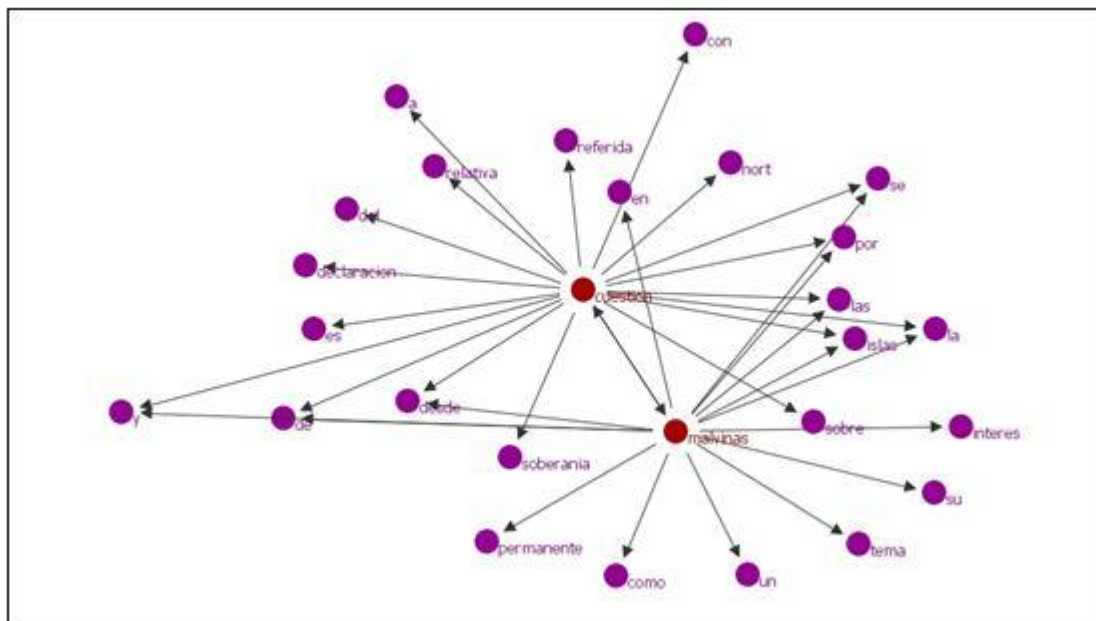 con
a
referida
nort
relativa
se
en
del
por
declaracion
cuestion
las
es
la
islas
desde
y
de
sobre
interes
malvinas
soberania
su
permanente
tema
como
un